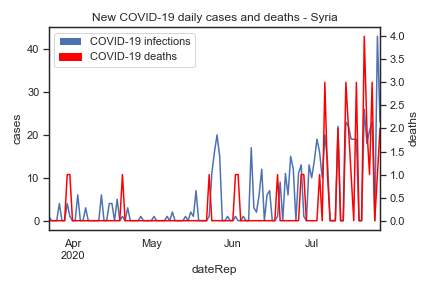 New COVID-19 daily cases and deaths - Syria
COVID-19 infections
COVID-19 deaths
cases
40
30
20
10
0
deaths
4.0
3.5
3.0
2.5
2.0
1.5
1.0
0.5
0.0
Apr
2020
May
Jun
Jul
dateRep